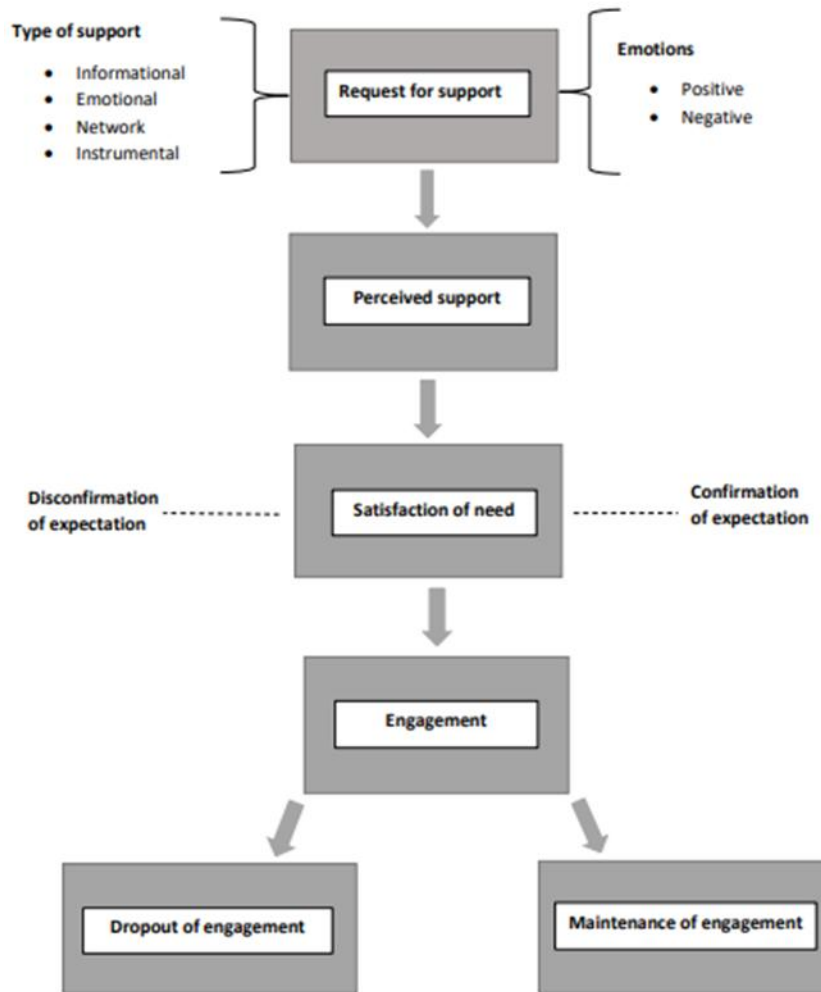 Type of support
• Informational
• Emotional
• Network
• Instrumental
Request for support
Emotions
• Positive
• Negative
Perceived support
Disconfirmation
of expectation
Satisfaction of need
Confirmation
of expectation
Engagement
Dropout of engagement
Maintenance of engagement